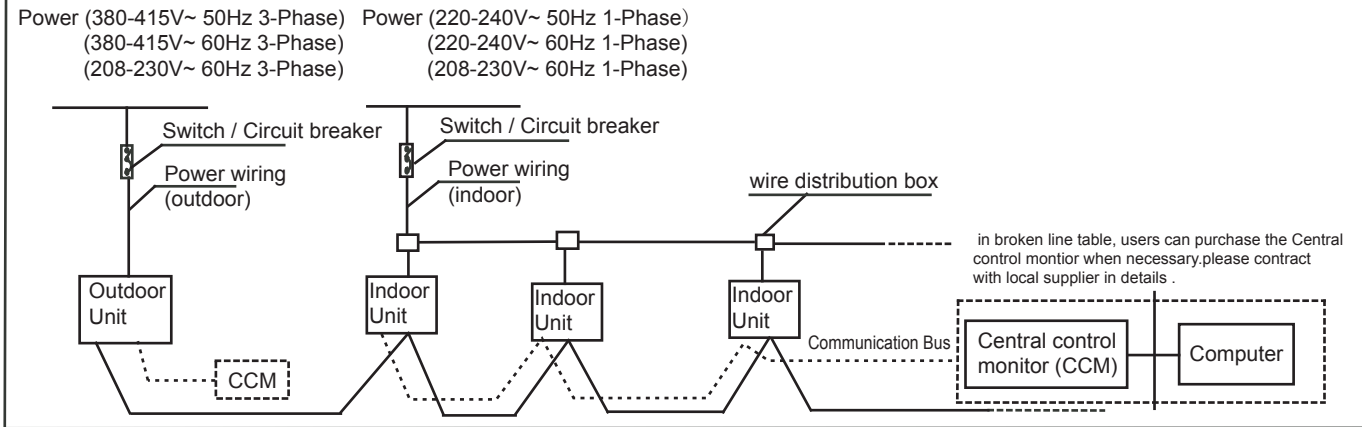 Power (380-415V~ 50Hz 3-Phase)
(380-415V~ 60Hz 3-Phase)
(208-230V~ 60Hz 3-Phase)
Power (220-240V~ 50Hz 1-Phase）
(220-240V~ 60Hz 1-Phase)
(208-230V~ 60Hz 1-Phase)
Switch / Circuit breaker
Power wiring
(outdoor)
Switch / Circuit breaker
Power wiring
(indoor)
wire distribution box
in broken line table, users can purchase the Central
control montior when necessary.please contract
with local supplier in details .
Outdoor
Unit
Indoor
Unit
Indoor
Unit
Indoor
Unit
CCM
Communication Bus
Central control
monitor (CCM)
Computer